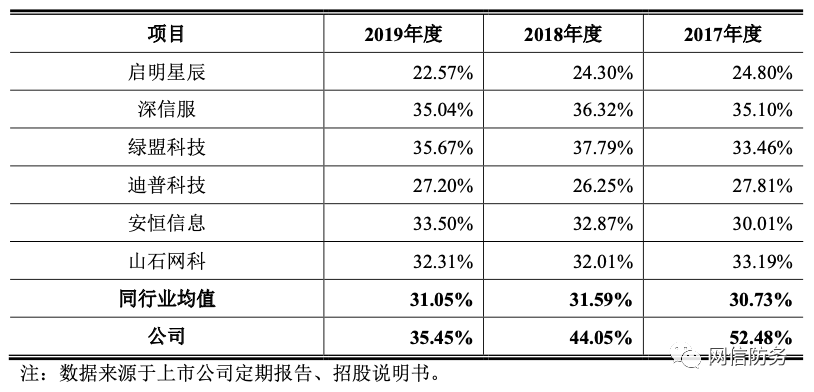 项目 2019年度 2018年度 2017年度
启明星辰 22.57% 24.30% 24.80%
深信服 35.04% 36.32% 35.10%
绿盟科技 35.67% 37.79% 33.46%
迪普科技 27.20% 26.25% 27.81%
安恒信息 33.50% 32.87% 30.01%
山石网科 32.31% 32.01% 33.19%
同行业均值 31.05% 31.59% 30.73%
公司 35.45% 44.05% 52.48%
网信防务
注：数据来源于上市公司定期报告、招股说明书。